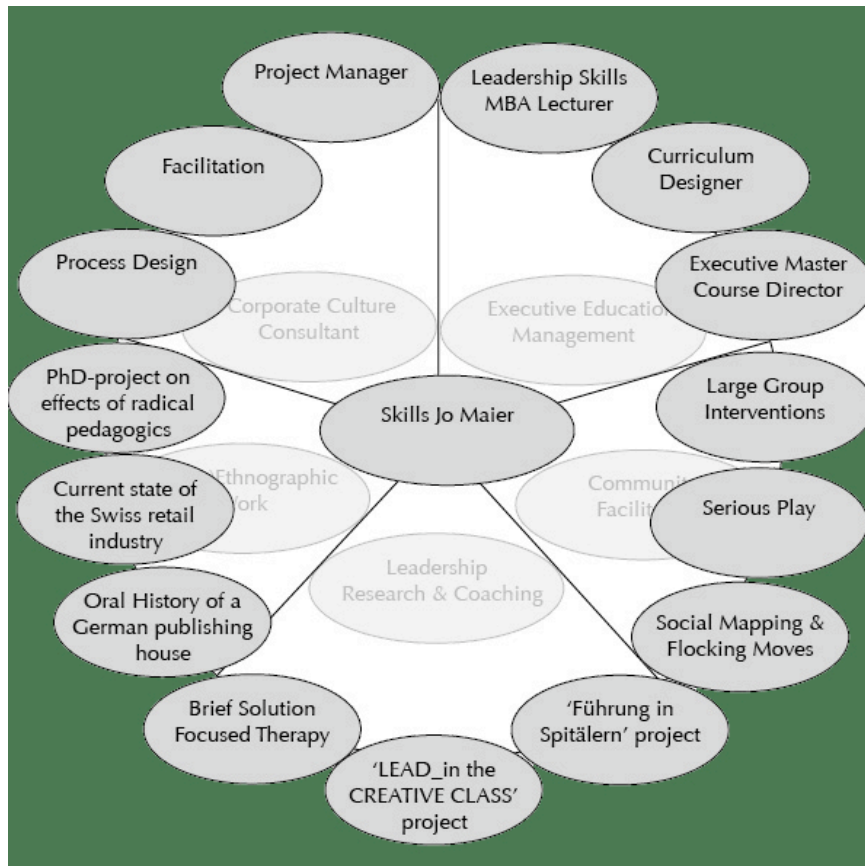 Project Manager
Leadership Skills
MBA Lecturer
Facilitation
Curriculum
Designer
Process Design
Executive Master
Course Director
Corporate Culture
Consultant
Executive Education
Management
PhD-project on
effects of radical
pedagogics
Large Group
Interventions
Skills Jo Maier
Current state of
the Swiss retail
industry
Ethnographic
Serious Play
Leadership
Research & Coaching
Oral History of a
German publishing
house
Social Mapping &
Flocking Moves
Brief Solution
Focused Therapy
‘Führung in
Spitälern’ project
‘LEAD_in the
CREATIVE CLASS’
project